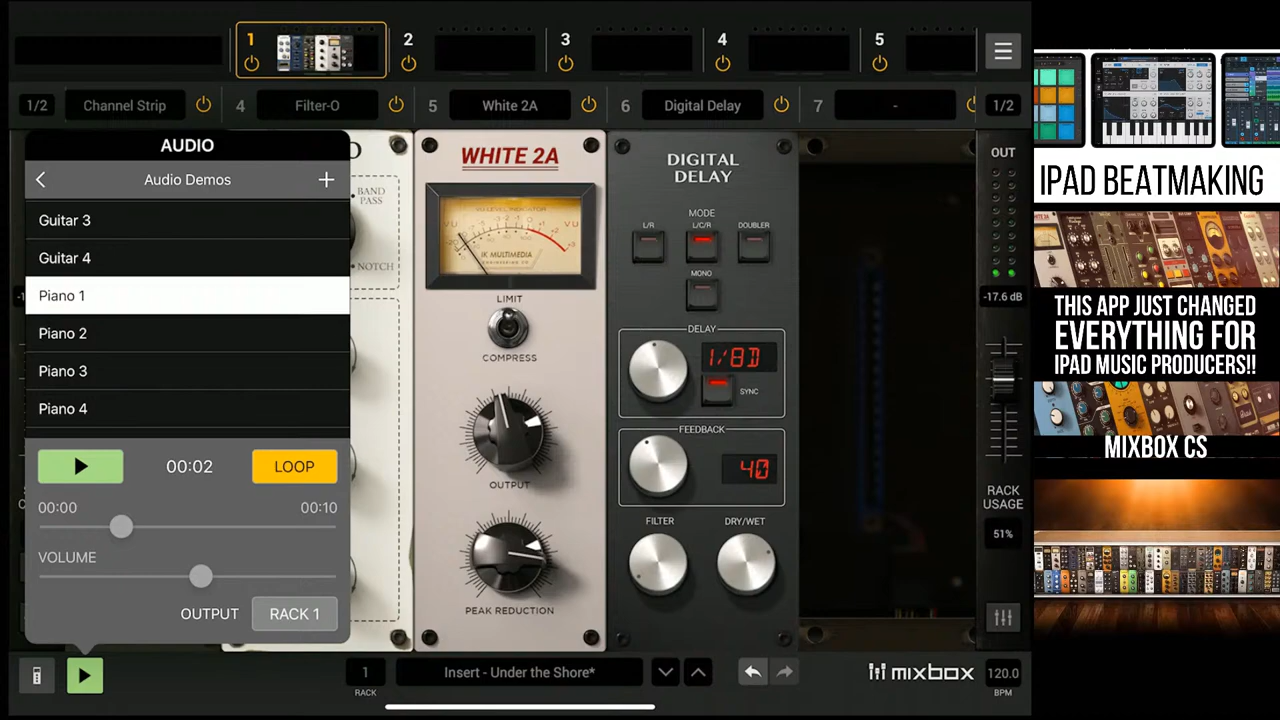 1
2
3
4
5
1/2
Channel Strip
4
Filter-O
5
White 2A
6
Digital Delay
7
-
1/2
AUDIO
Audio Demos
+
Guitar 3
Guitar 4
Piano 1
Piano 2
Piano 3
Piano 4
00:02
LOOP
00:00
00:10
VOLUME
OUTPUT
RACK 1
BAND
PASS
NOTCH
WHITE 2A
VU LEVEL INDICATOR
VU
IK MULTIMEDIA
LIMIT
COMPRESS
OUTPUT
PEAK REDUCTION
DIGITAL
DELAY
MODE
L/R
L/C/R
DOUBLER
MONO
DELAY
1/8D
SYNC
FEEDBACK
40
FILTER
DRY/WET
OUT
-17.6 dB
RACK
USAGE
51%
1
RACK
Insert - Under the Shore*
mixbox
120.0
BPM
IPAD BEATMAKING
THIS APP JUST CHANGED
EVERYTHING FOR
IPAD MUSIC PRODUCERS!!
MIXBOX CS